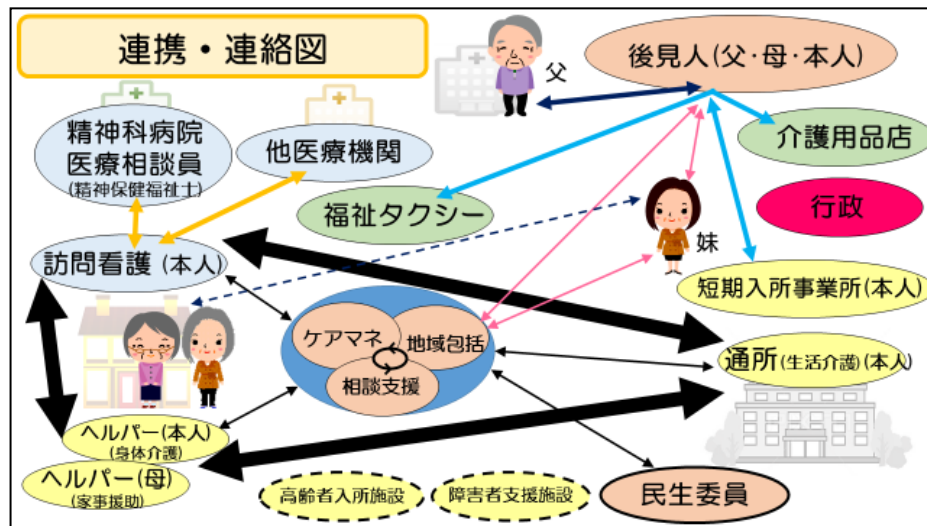 連携・連絡図
父
後見人(父・母・本人)
精神科病院
医療相談員
(精神保健福祉士)
他医療機関
介護用品店
福祉タクシー
行政
妹
訪問看護(本人)
短期入所事業所(本人)
ケアマネ
地域包括
相談支援
通所(生活介護)(本人)
ヘルパー(本人)
(身体介護)
ヘルパー(母)
(家事援助)
高齢者入所施設
障害者支援施設
民生委員